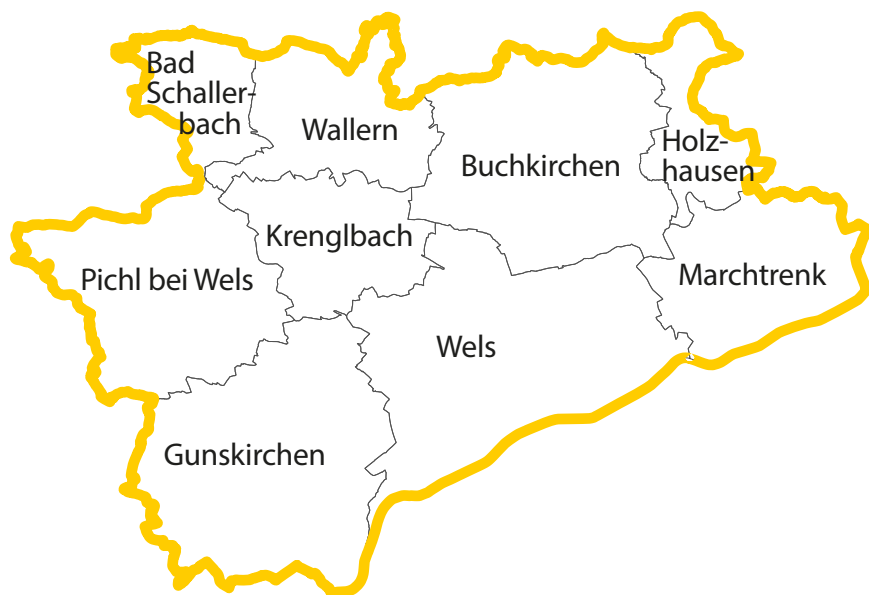 Bad
Schaller-
bach
Wallern
Buchkirchen
Holz-
hausen
Krenglbach
Pichl bei Wels
Marchtrenk
Wels
Gunskirchen